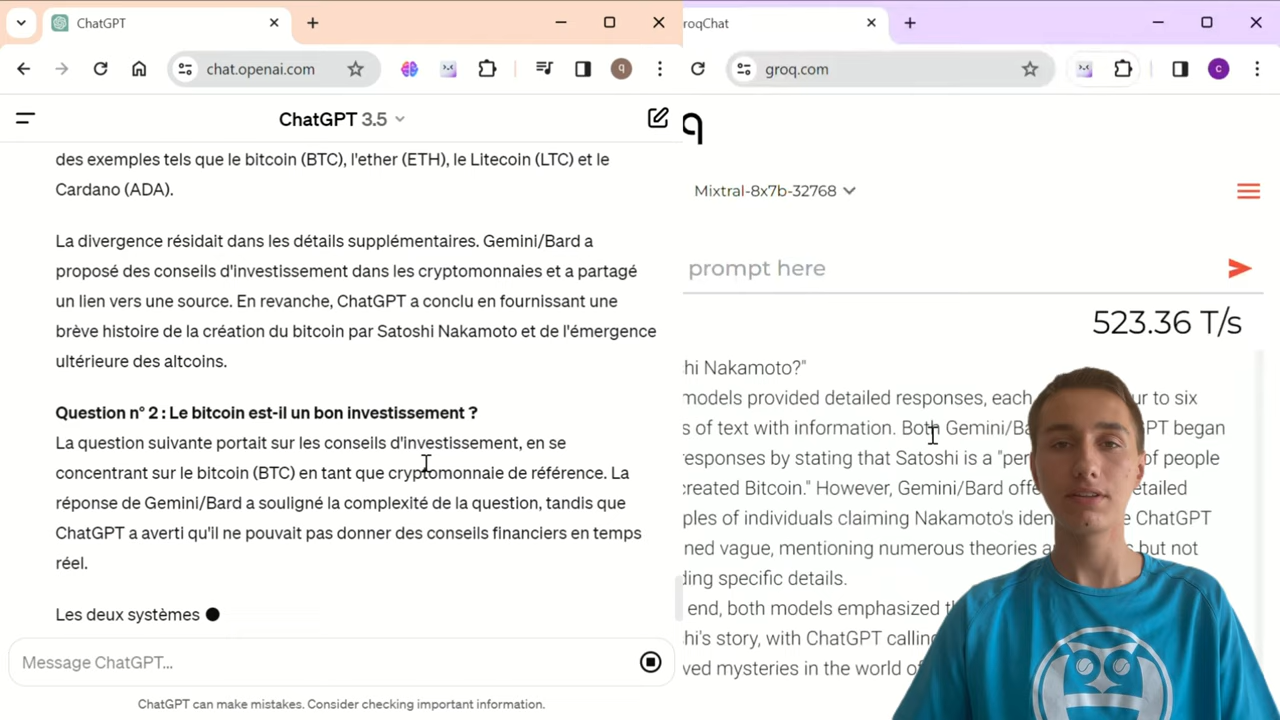 ChatGPT
chat.openai.com
q
ChatGPT 3.5
des exemples tels que le bitcoin (BTC), l'ether (ETH), le Litecoin (LTC) et le
Cardano (ADA).
La divergence résidait dans les détails supplémentaires. Gemini/Bard a
proposé des conseils d'investissement dans les cryptomonnaies et a partagé
un lien vers une source. En revanche, ChatGPT a conclu en fournissant une
brève histoire de la création du bitcoin par Satoshi Nakamoto et de l'émergence
ultérieure des altcoins.
Question n° 2 : Le bitcoin est-il un bon investissement ?
La question suivante portait sur les conseils d'investissement, en se
concentrant sur le bitcoin (BTC) en tant que cryptomonnaie de référence. La
réponse de Gemini/Bard a souligné la complexité de la question, tandis que
ChatGPT a averti qu'il ne pouvait pas donner des conseils financiers en temps
réel.
Les deux systèmes
Message ChatGPT...
ChatGPT can make mistakes. Consider checking important information.
roqChat
groq.com
c
q
Mixtral-8x7b-32768
prompt here
523.36 T/s
shi Nakamoto?"
models provided detailed responses, each ur to six
s of text with information. Both Gemini/Ba PT began
responses by stating that Satoshi is a "per of people
created Bitcoin." However, Gemini/Bard offe etailed
ples of individuals claiming Nakamoto's iden e ChatGPT
ned vague, mentioning numerous theories a s but not
ding specific details.
end, both models emphasized th
hi's story, with ChatGPT calling
ved mysteries in the world of